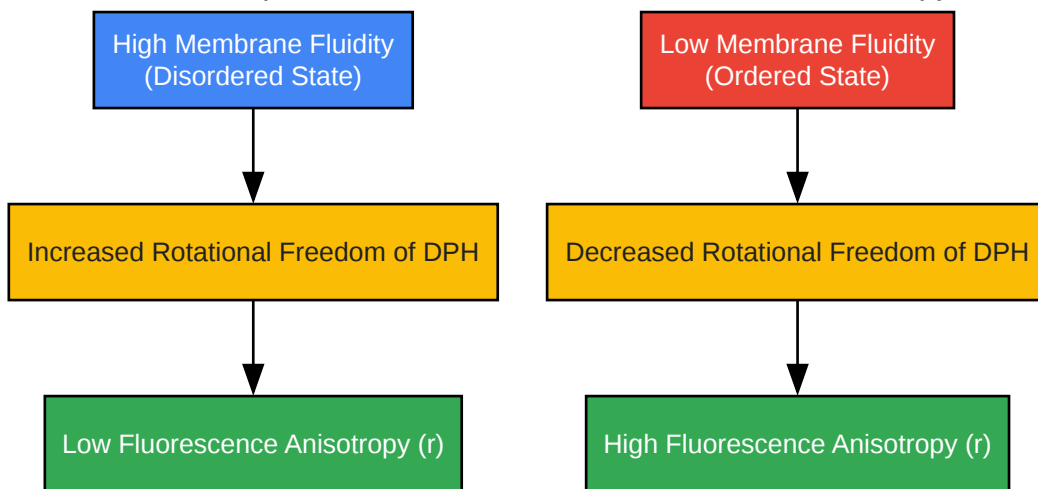 High Membrane Fluidity
(Disordered State)
Low Membrane Fluidity
(Ordered State)
Increased Rotational Freedom of DPH
Decreased Rotational Freedom of DPH
Low Fluorescence Anisotropy (r)
High Fluorescence Anisotropy (r)